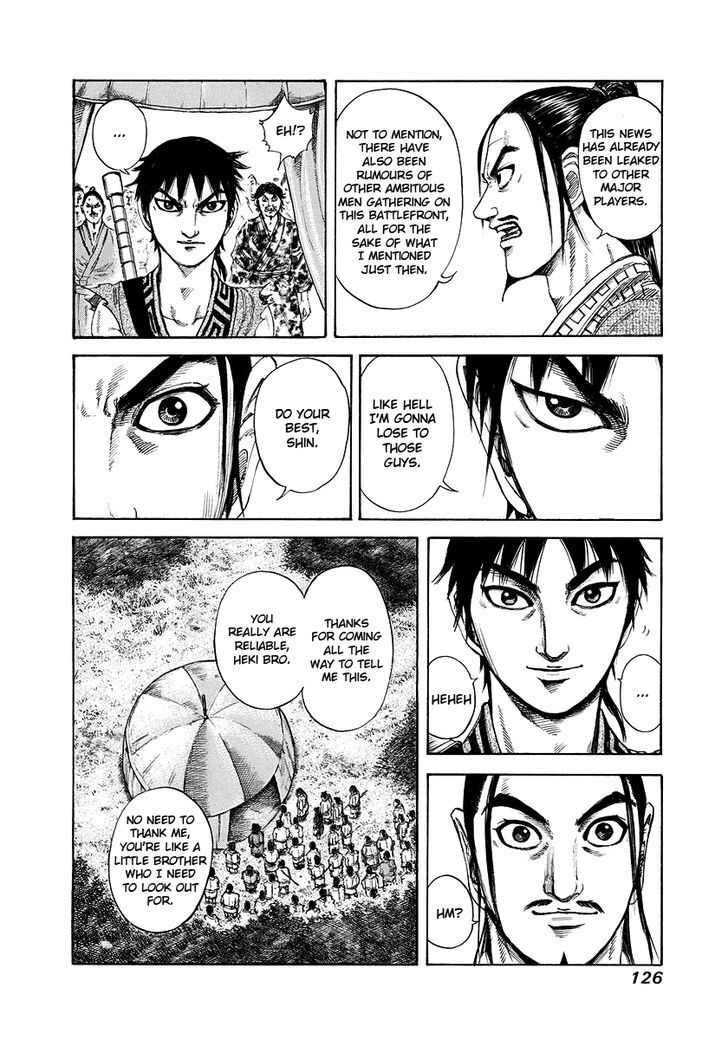 THIS NEWS
HAS ALREADY
BEEN LEAKED
TO OTHER
MAJOR
PLAYERS.
NOT TO MENTION,
THERE HAVE
ALSO BEEN
RUMOURS OF
OTHER AMBITIOUS
MEN GATHERING ON
THIS BATTLEFRONT,
ALL FOR THE
SAKE OF WHAT
I MENTIONED
JUST THEN.
EH!?
...
LIKE HELL
I'M GONNA
LOSE TO
THOSE
GUYS.
DO YOUR
BEST,
SHIN.
...
HEHEH
HM?
THANKS
FOR COMING
ALL THE
WAY TO TELL
ME THIS.
YOU
REALLY ARE
RELIABLE,
HEKI BRO.
NO NEED TO
THANK ME,
YOU'RE LIKE A
LITTLE BROTHER
WHO I NEED
TO LOOK OUT
FOR.
126